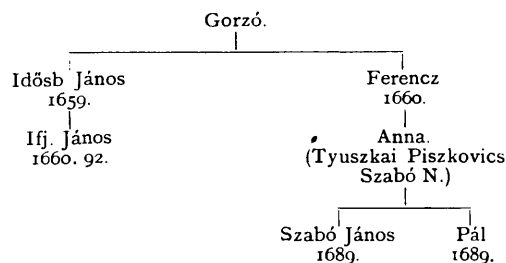 Gorzó.
Idősb János
1659.
Ferencz
1660.
Ifj. János
1660. 92.
Anna.
(Tyuszkai Piszkovics
Szabó N.)
Szabó János
1689.
Pál
1689.